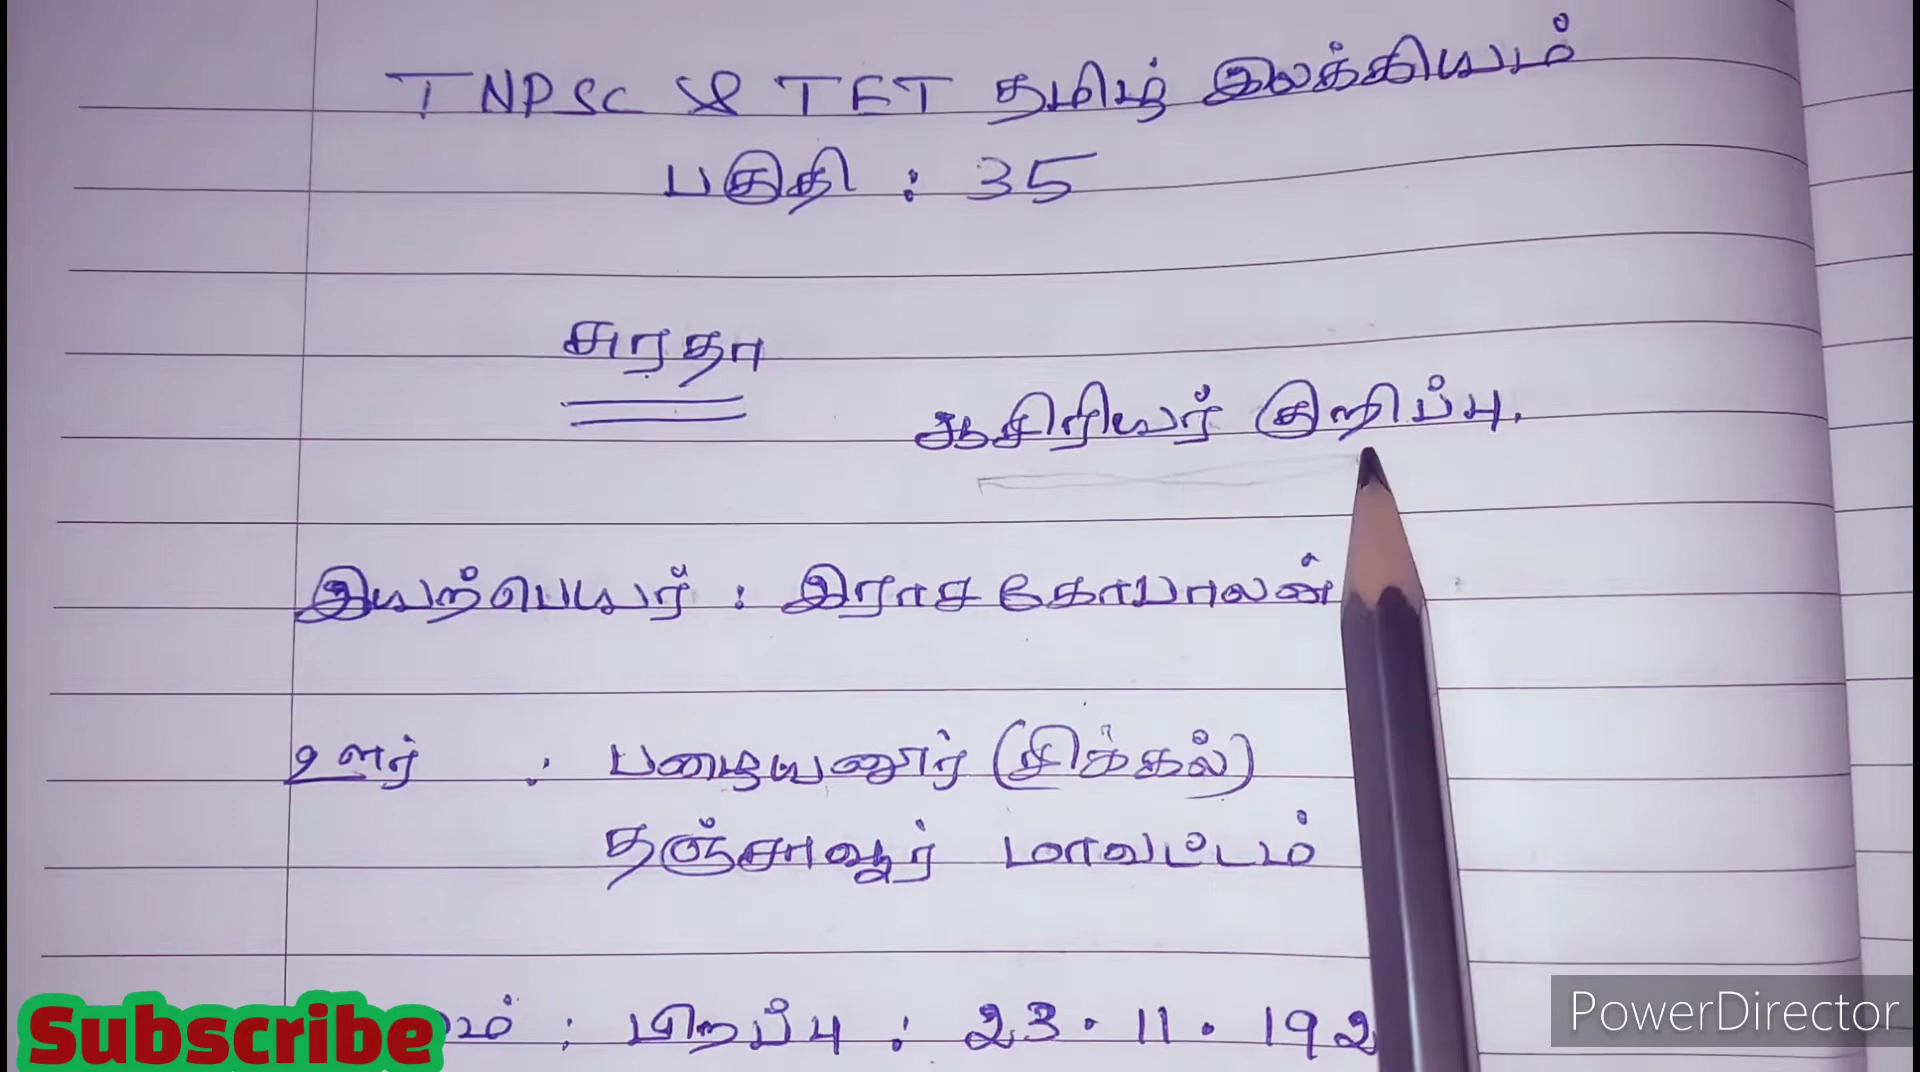 TNPSC & TET தமிழ் இலக்கியம்
பகுதி : 35
சுரதா
ஆசிரியர் குறிப்பு.
இயற்பெயர் : இராசகோபாலன்
ஊர் : பழையனூர் (சிக்கல்)
தஞ்சாவூர் மாவட்டம்
: பிறப்பு : 23.11.192
Subscribe
PowerDirector